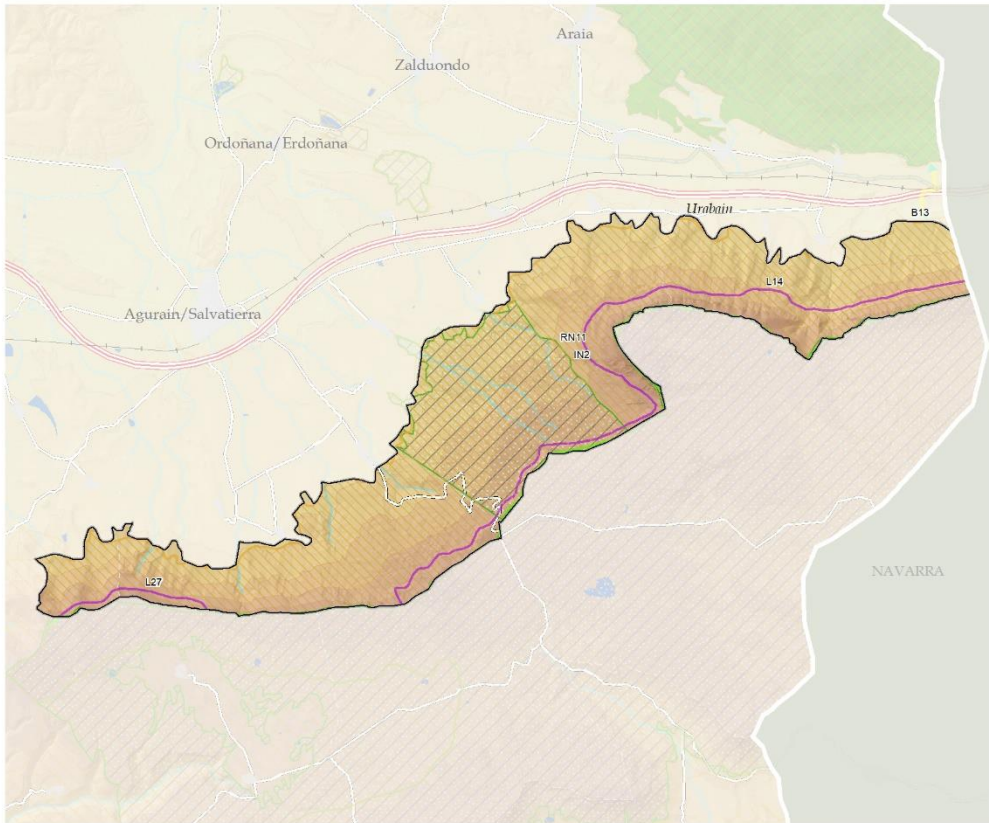 Araia
Zalduondo
Ordoñana/Erdoñana
Urabain
B13
L14
Agurain/Salvatierra
RN11
IN2
NAVARRA
L27